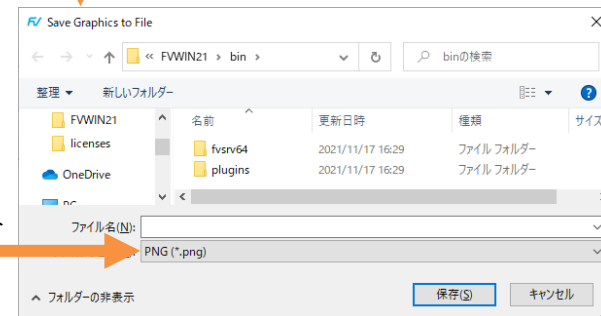 Save Graphics to File
« FVWIN21 › bin ›
binの検索
整理 ▼ 新しいフォルダー
名前 更新日時 種類 サイズ
FVWIN21
licenses
fvsrv64 2021/11/17 16:29 ファイル フォルダー
plugins 2021/11/17 16:29 ファイル フォルダー
OneDrive
ファイル名(N):
PNG (*.png)
フォルダーの非表示
保存(S) キャンセル